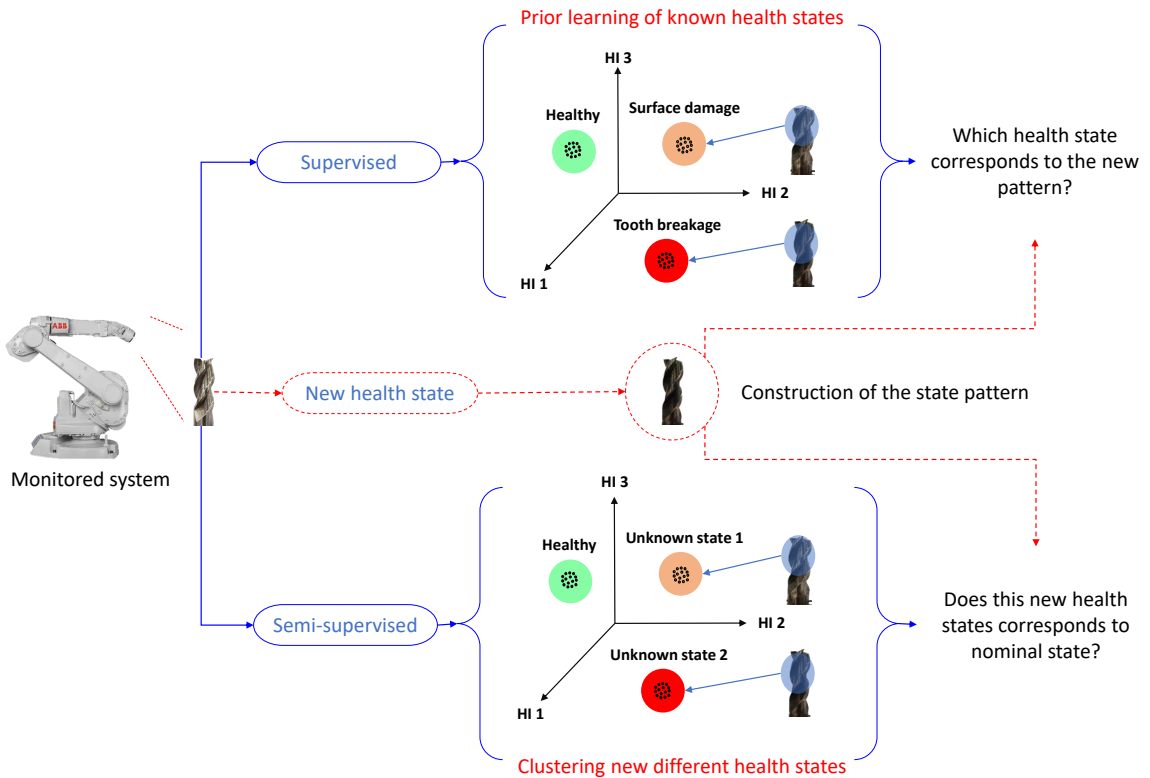 Prior learning of known health states
HI 3
Healthy
Surface damage
HI 2
Tooth breakage
HI 1
Supervised
Which health state
corresponds to the new
pattern?
ABB
Monitored system
New health state
Construction of the state pattern
HI 3
Healthy
Unknown state 1
HI 2
Unknown state 2
HI 1
Semi-supervised
Does this new health
states corresponds to
nominal state?
Clustering new different health states